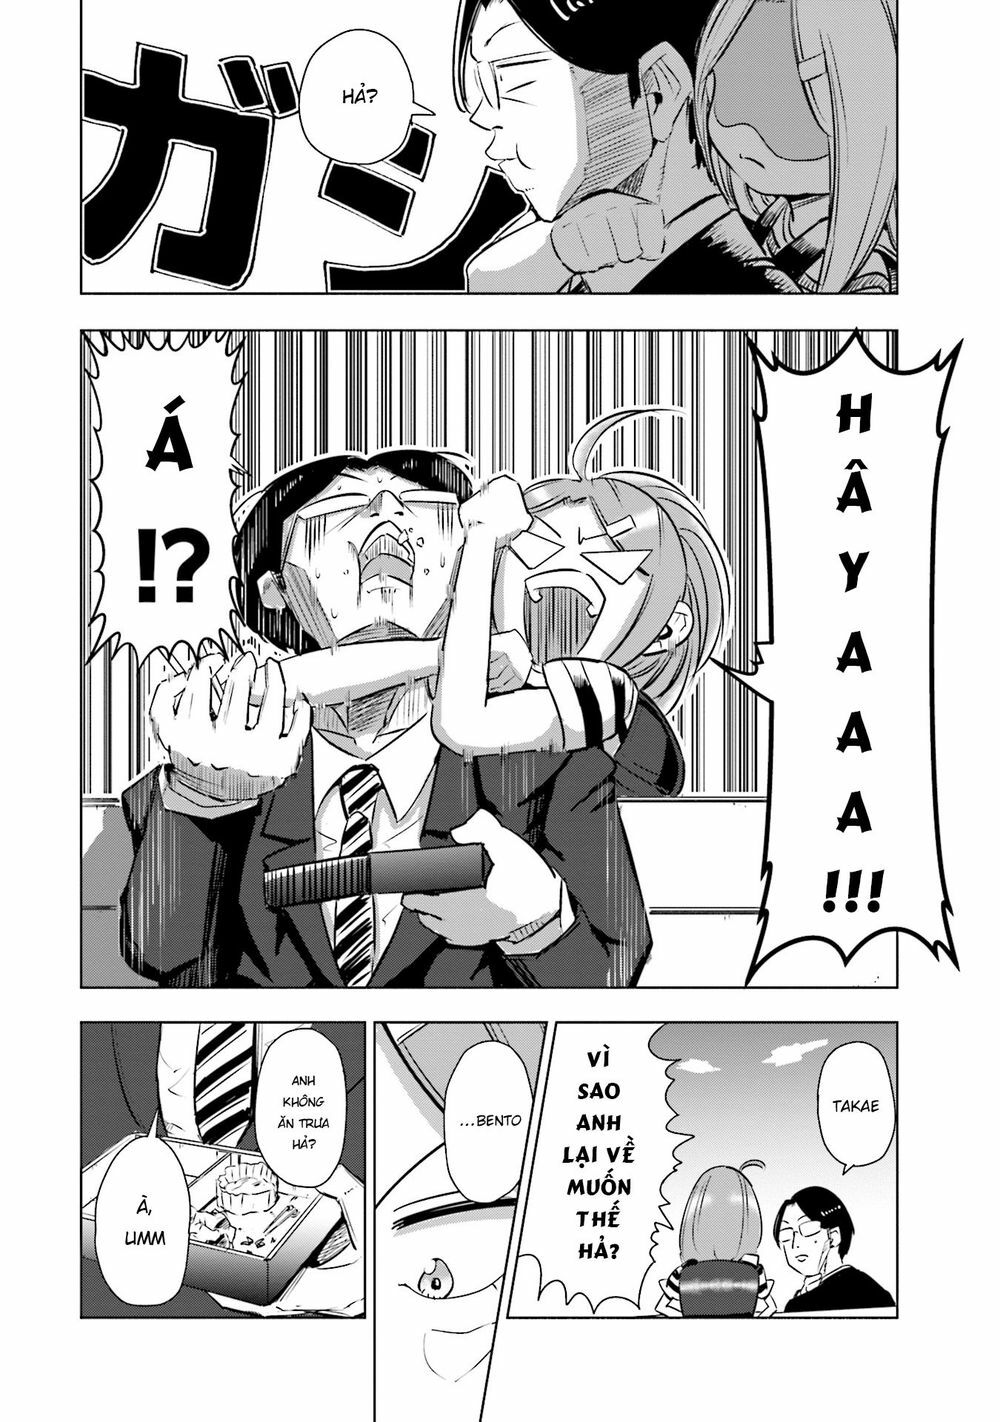 ガシ
HẢ?
HÂYAAAA!!!
Á
!?
TAKAE
VÌ
SAO
ANH
LẠI VỀ
MUỐN
THẾ
HẢ?
...BENTO
ANH
KHÔNG
ĂN TRƯA
HẢ?
À,
UMM